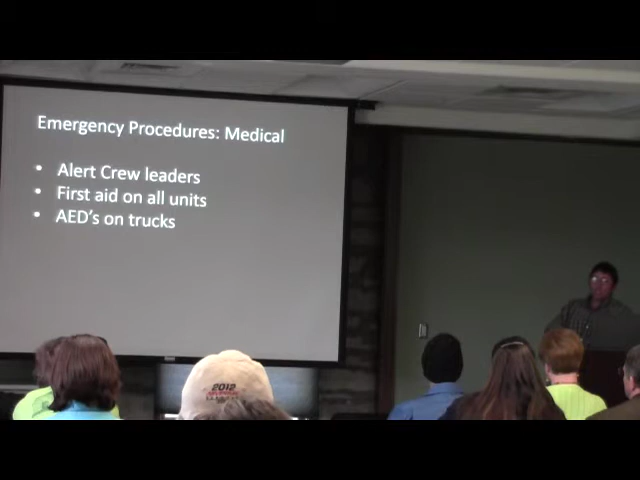 Emergency Procedures: Medical
• Alert Crew leaders
• First aid on all units
• AED's on trucks
2012